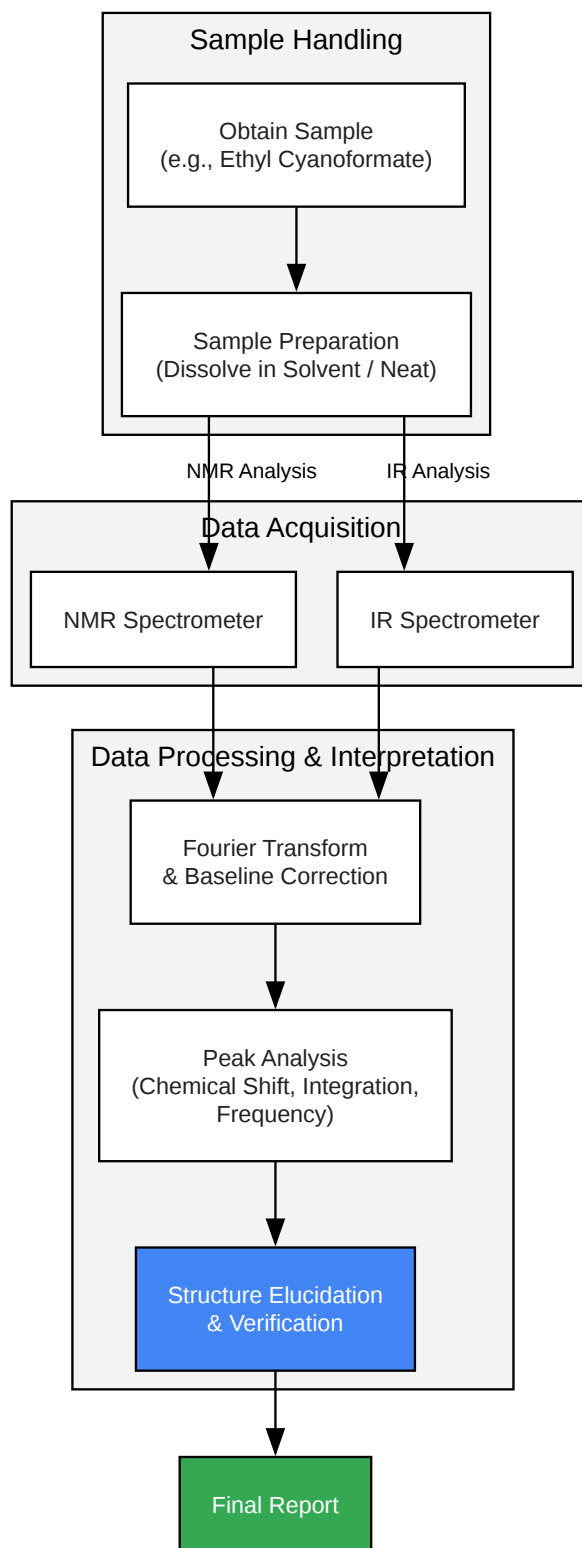 Sample Handling
Obtain Sample
(e.g., Ethyl Cyanoformate)
Sample Preparation
(Dissolve in Solvent / Neat)
NMR Analysis
IR Analysis
Data Acquisition
NMR Spectrometer
IR Spectrometer
Data Processing & Interpretation
Fourier Transform
& Baseline Correction
Peak Analysis
(Chemical Shift, Integration,
Frequency)
Structure Elucidation
& Verification
Final Report